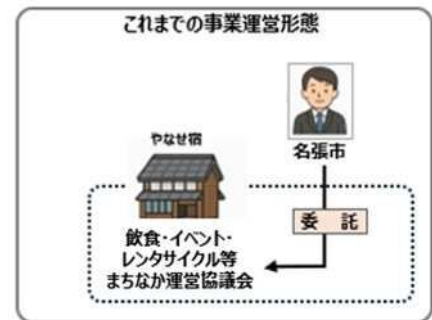 これまでの事業運営形態
名張市
やなせ宿
委 託
飲食・イベント・
レンタサイクル等
まちなか運営協議会